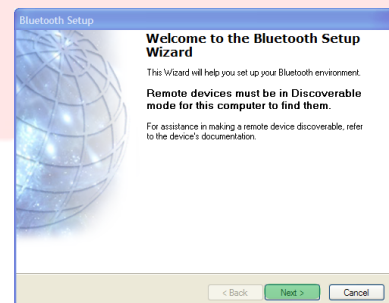 Bluetooth Setup
Welcome to the Bluetooth Setup
Wizard
This Wizard will help you set up your Bluetooth environment.
Remote devices must be in Discoverable
mode for this computer to find them.
For assistance in making a remote device discoverable, refer
to the device's documentation.
< Back Next > Cancel